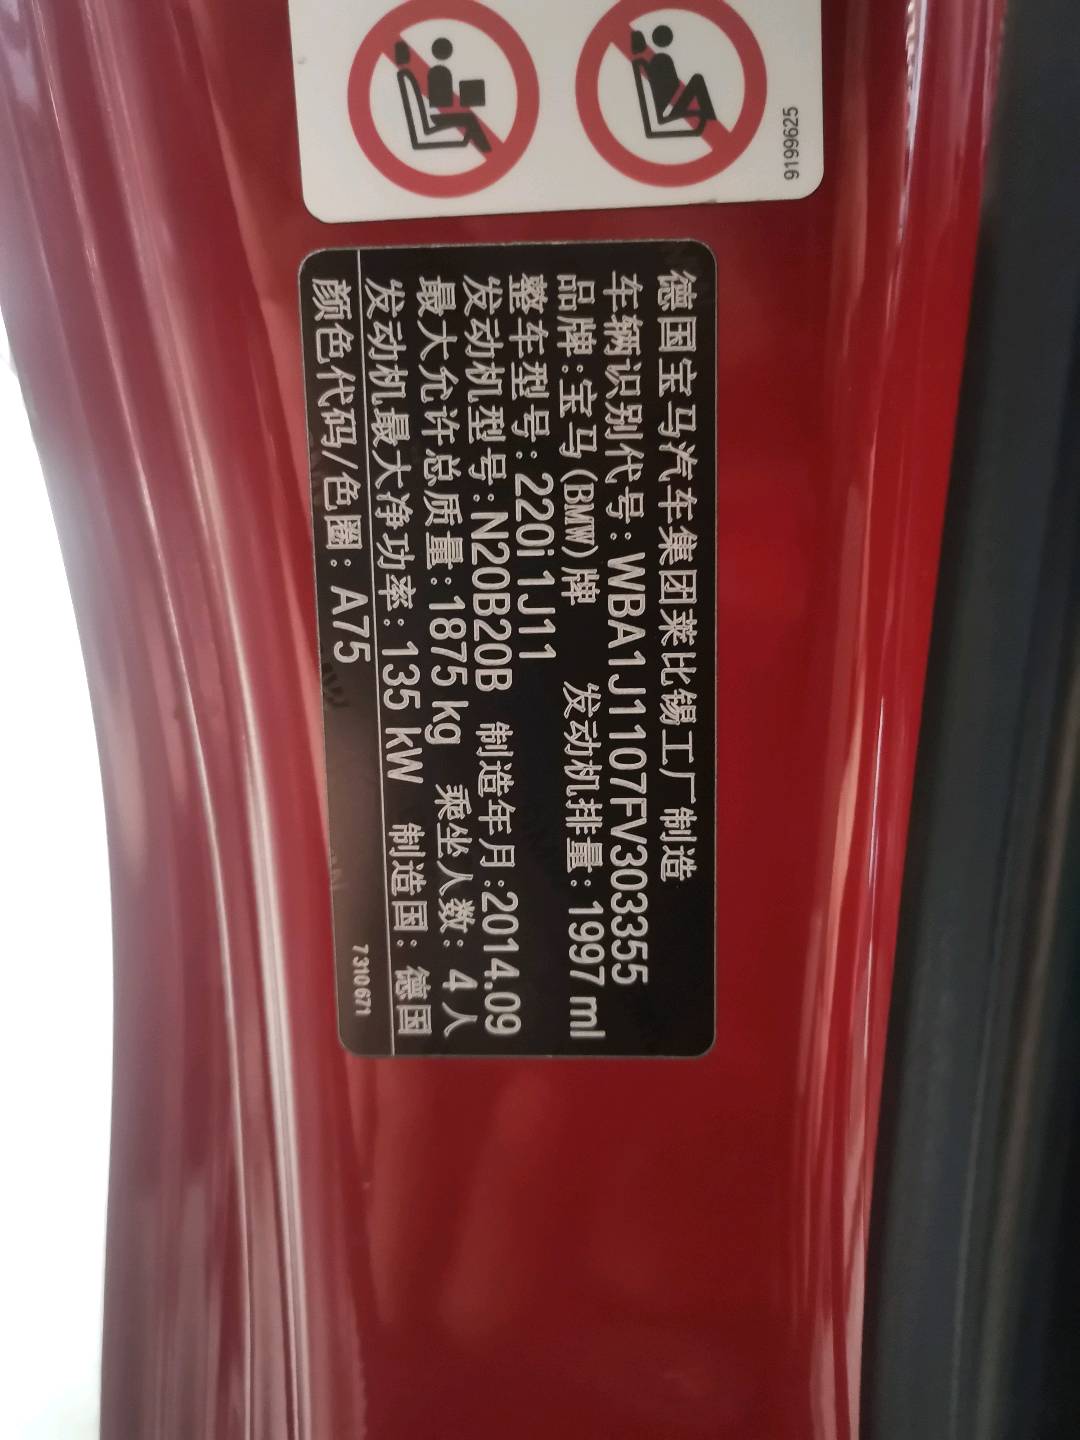 9199625
德国宝马汽车集团莱比锡工厂制造
车辆识别代号:WBA1J1107FV303355
品牌:宝马(BMW)牌 发动机排量:1997 ml
整车型号:220i 1J11
发动机型号:N20B20B 制造年月:2014.09
最大允许总质量:1875 kg 乘坐人数:4人
发动机最大净功率:135 kW 制造国:德国
颜色代码/色圈:A75
7310671